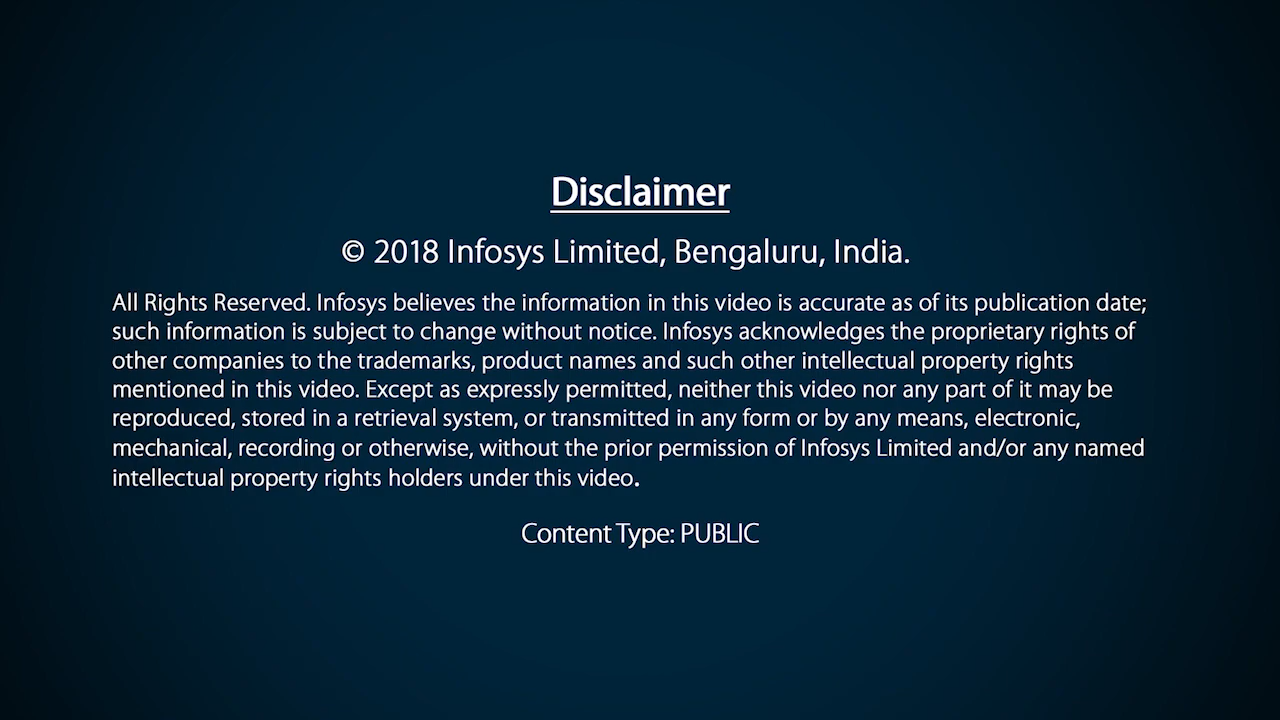 Disclaimer
© 2018 Infosys Limited, Bengaluru, India.
All Rights Reserved. Infosys believes the information in this video is accurate as of its publication date;
such information is subject to change without notice. Infosys acknowledges the proprietary rights of
other companies to the trademarks, product names and such other intellectual property rights
mentioned in this video. Except as expressly permitted, neither this video nor any part of it may be
reproduced, stored in a retrieval system, or transmitted in any form or by any means, electronic,
mechanical, recording or otherwise, without the prior permission of Infosys Limited and/or any named
intellectual property rights holders under this video.
Content Type: PUBLIC